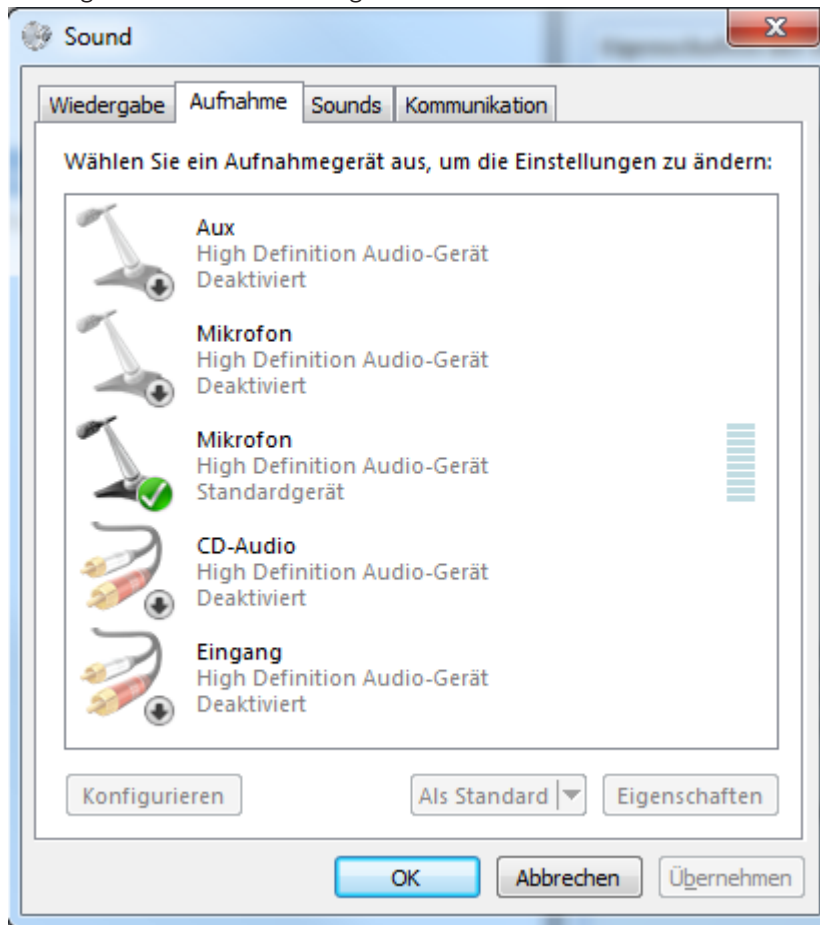 Sound
Wiedergabe Aufnahme Sounds Kommunikation
Wählen Sie ein Aufnahmegerät aus, um die Einstellungen zu ändern:
Aux
High Definition Audio-Gerät
Deaktiviert
Mikrofon
High Definition Audio-Gerät
Deaktiviert
Mikrofon
High Definition Audio-Gerät
Standardgerät
CD-Audio
High Definition Audio-Gerät
Deaktiviert
Eingang
High Definition Audio-Gerät
Deaktiviert
Konfigurieren Als Standard Eigenschaften
OK Abbrechen Übernehmen